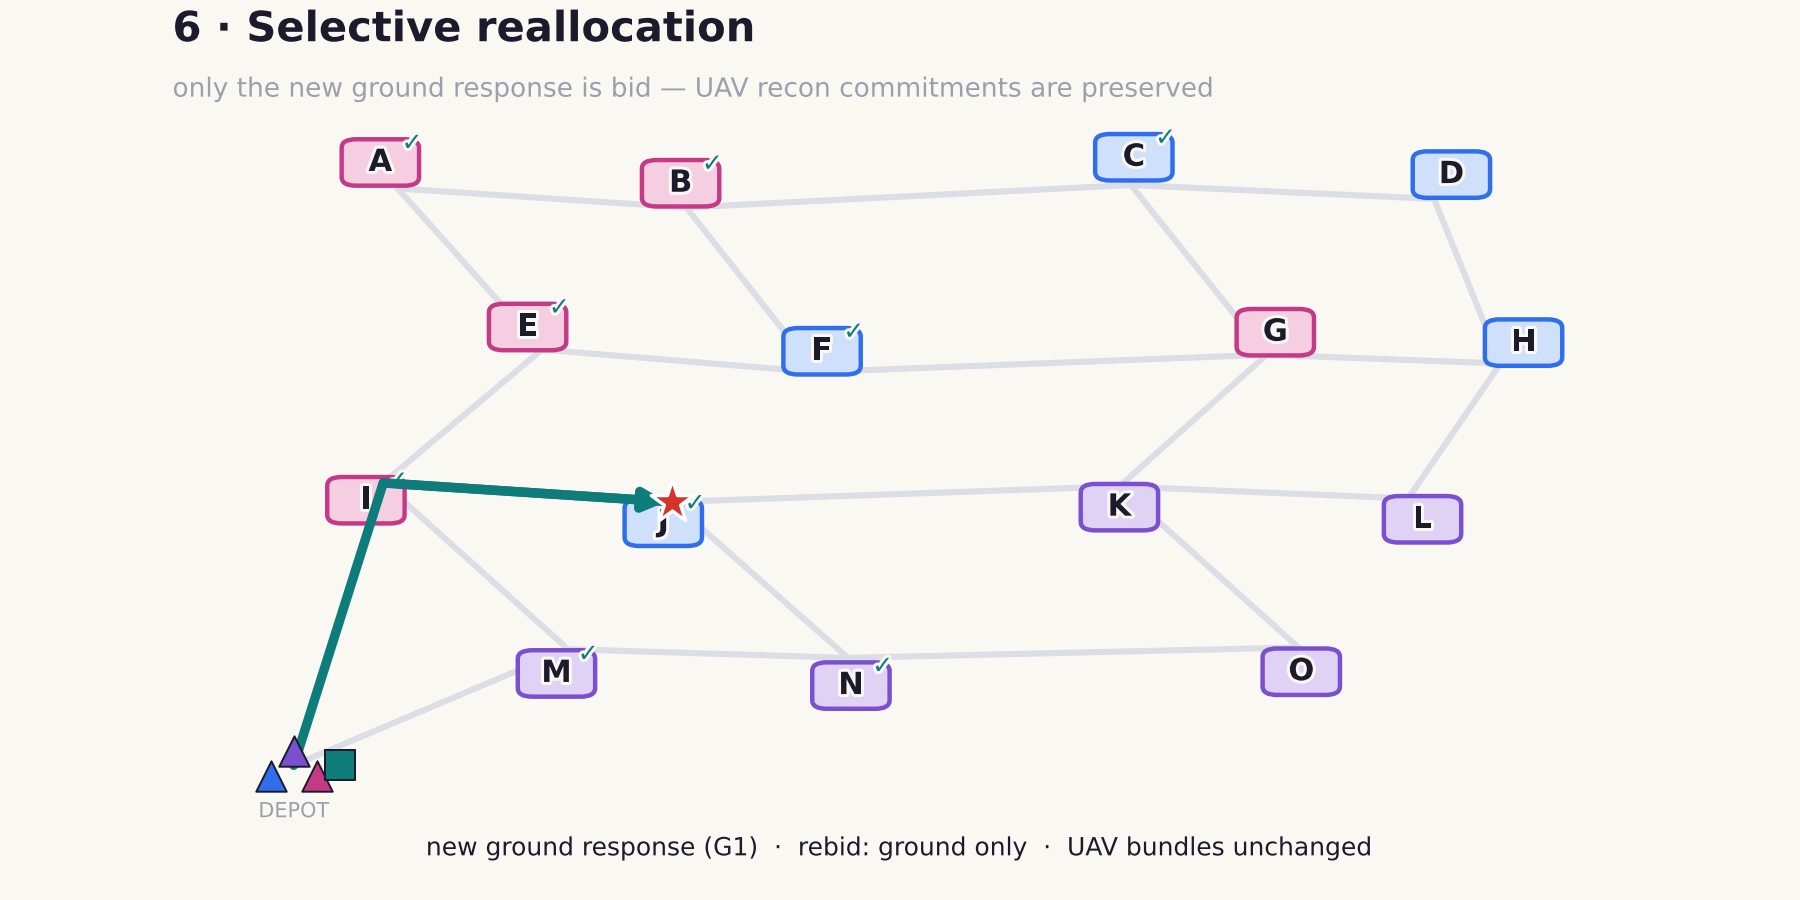 6 · Selective reallocation
only the new ground response is bid — UAV recon commitments are preserved
A ✓
B ✓
C ✓
D
E ✓
F ✓
G
H
I ✓
J ✓
K
L
M ✓
N ✓
O
DEPOT
new ground response (G1) · rebid: ground only · UAV bundles unchanged